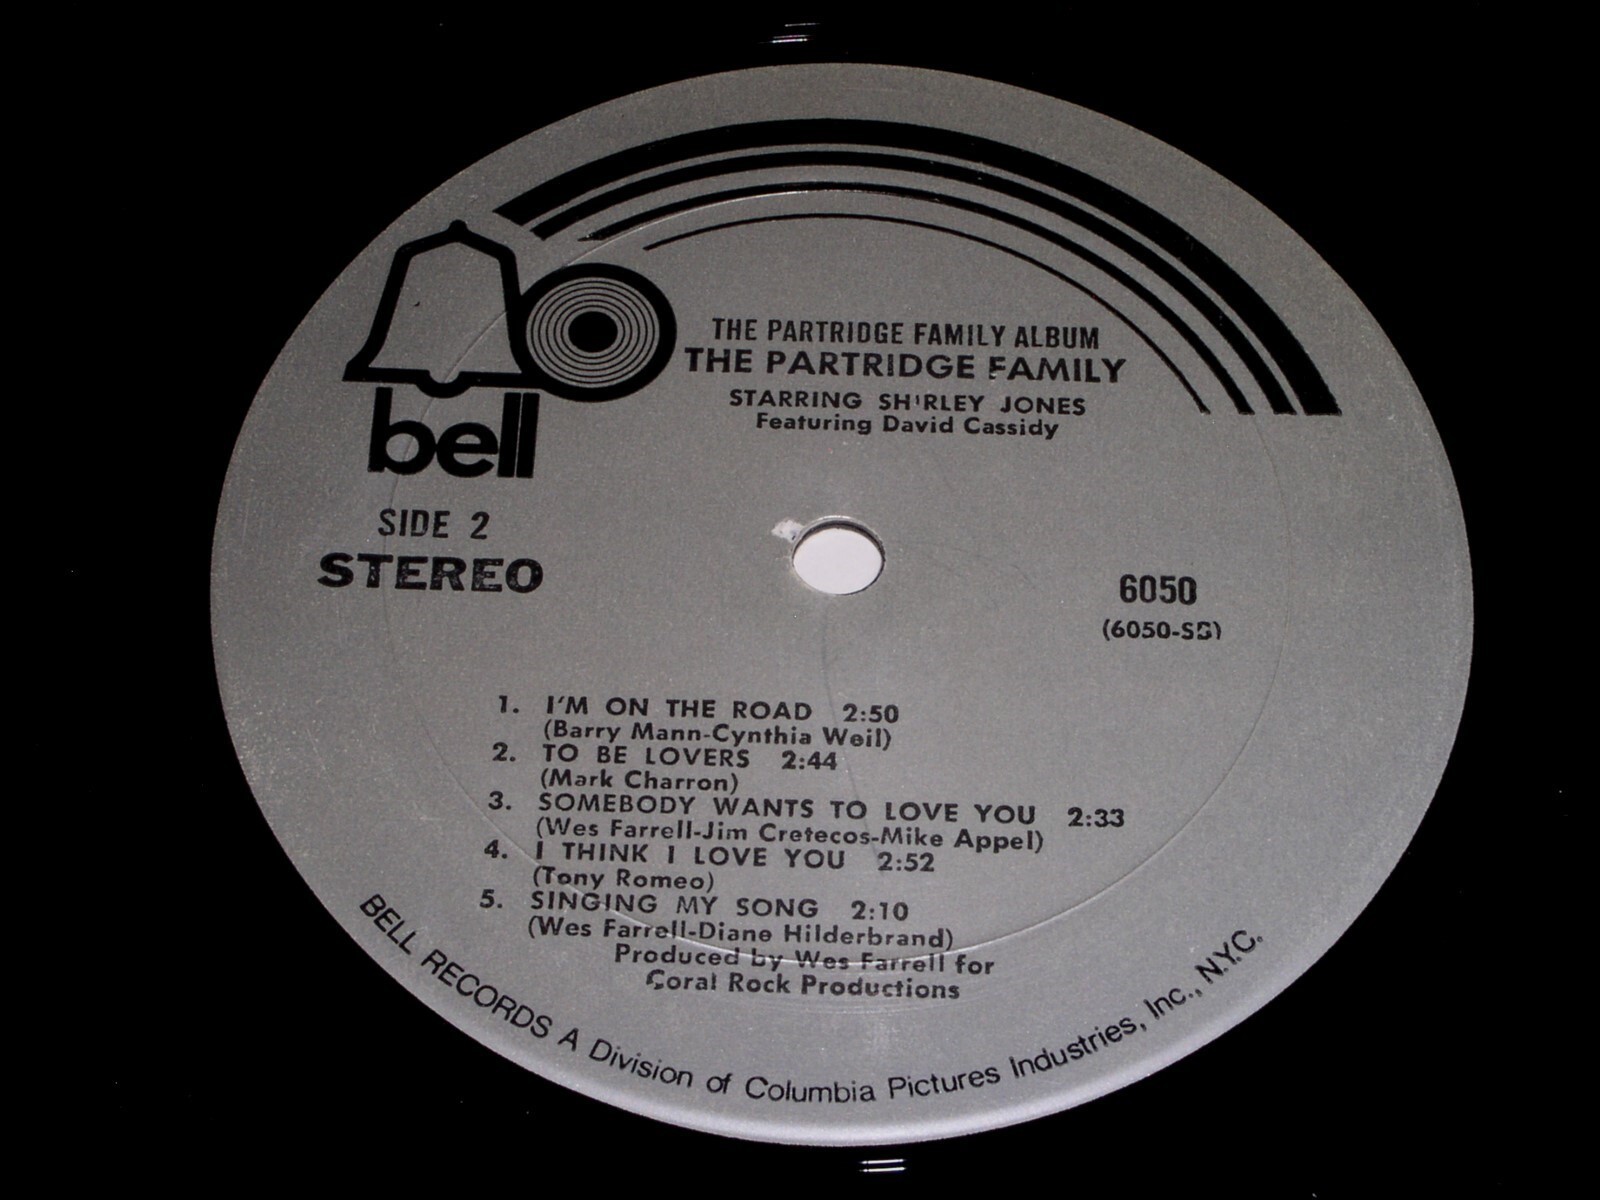 THE PARTRIDGE FAMILY ALBUM
THE PARTRIDGE FAMILY
STARRING SHIRLEY JONES
Featuring David Cassidy
bell
SIDE 2
STEREO
6050
(6050-SB)
1. I'M ON THE ROAD 2:50
(Barry Mann-Cynthia Weil)
2. TO BE LOVERS 2:44
(Mark Charron)
3. SOMEBODY WANTS TO LOVE YOU 2:33
(Wes Farrell-Jim Cretecos-Mike Appel)
4. I THINK I LOVE YOU 2:52
(Tony Romeo)
5. SINGING MY SONG 2:10
(Wes Farrell-Diane Hilderbrand)
Produced by Wes Farrell for
Coral Rock Productions
BELL RECORDS A Division of Columbia Pictures Industries, Inc., N.Y.C.